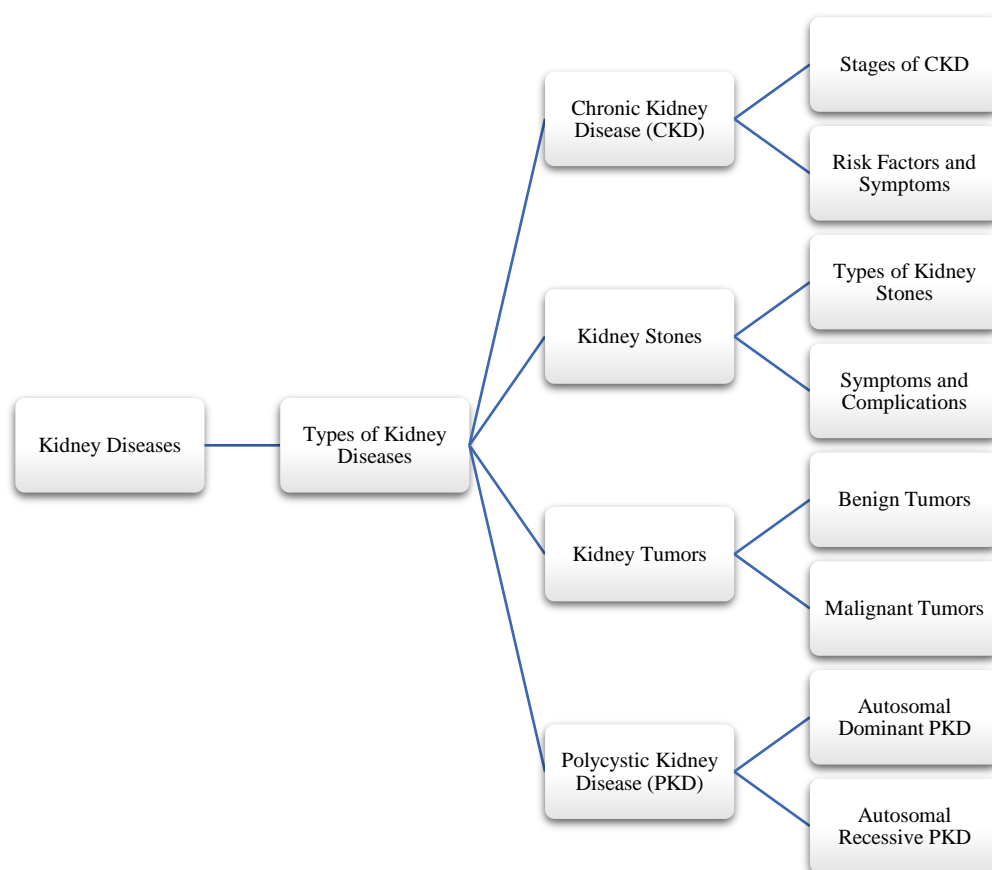 Kidney Diseases
Types of Kidney
Diseases
Chronic Kidney
Disease (CKD)
Stages of CKD
Risk Factors and
Symptoms
Kidney Stones
Types of Kidney
Stones
Symptoms and
Complications
Kidney Tumors
Benign Tumors
Malignant Tumors
Polycystic Kidney
Disease (PKD)
Autosomal
Dominant PKD
Autosomal
Recessive PKD